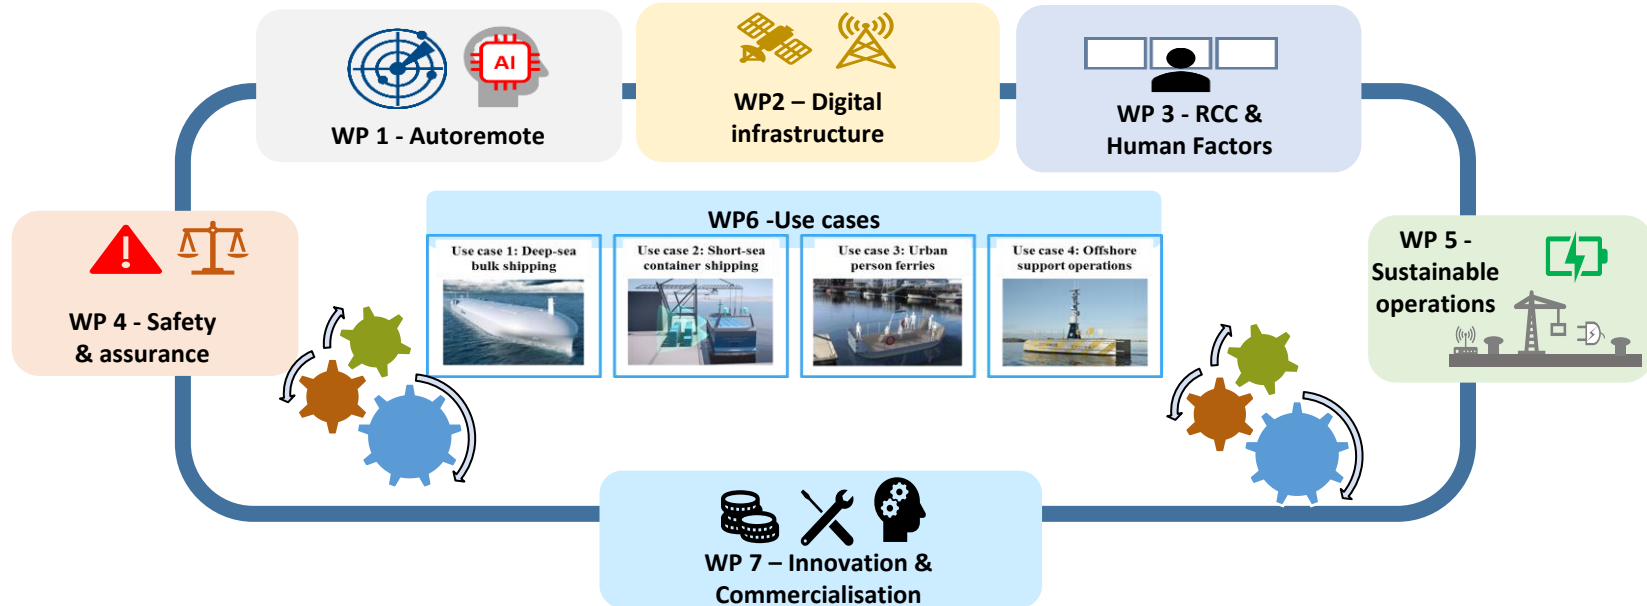 AI
WP 1 - Autoremote
WP2 – Digital
infrastructure
WP 3 - RCC &
Human Factors
WP 4 - Safety
& assurance
WP6 -Use cases
Use case 1: Deep-sea
bulk shipping
Use case 2: Short-sea
container shipping
Use case 3: Urban
person ferries
Use case 4: Offshore
support operations
WP 5 -
Sustainable
operations
WP 7 – Innovation &
Commercialisation